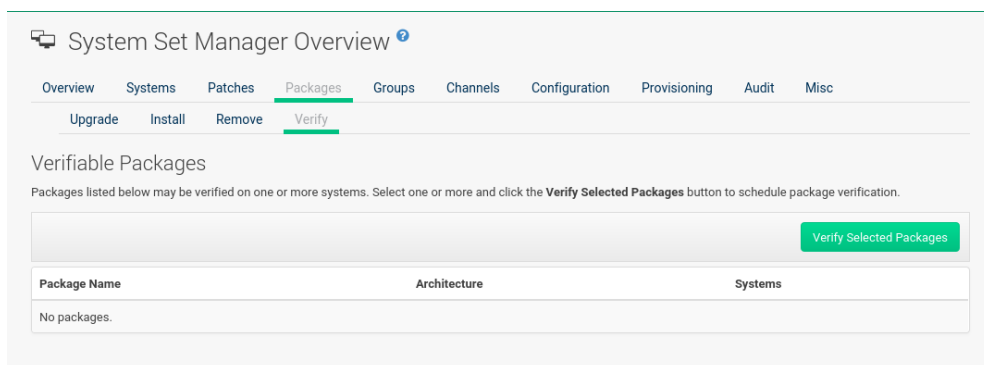 System Set Manager Overview ?
Overview Systems Patches Packages Groups Channels Configuration Provisioning Audit Misc
Upgrade Install Remove Verify
Verifiable Packages
Packages listed below may be verified on one or more systems. Select one or more and click the Verify Selected Packages button to schedule package verification.
Verify Selected Packages
Package Name Architecture Systems
No packages.